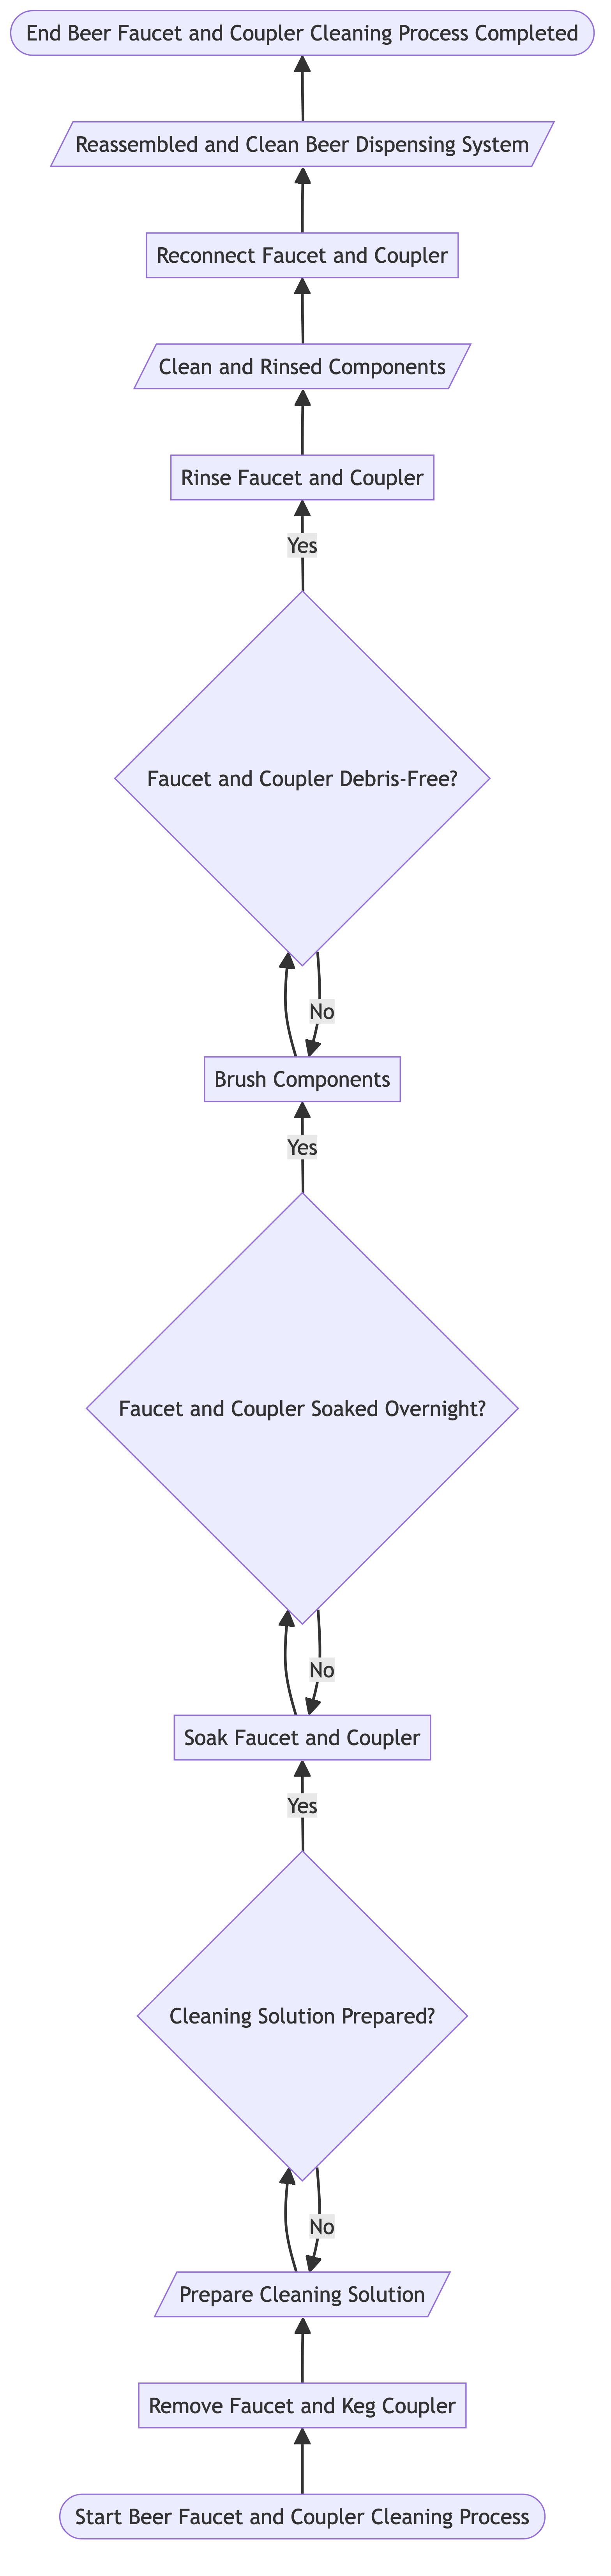 End Beer Faucet and Coupler Cleaning Process Completed
Reassembled and Clean Beer Dispensing System
Reconnect Faucet and Coupler
Clean and Rinsed Components
Rinse Faucet and Coupler
Yes
Faucet and Coupler Debris-Free?
No
Brush Components
Yes
Faucet and Coupler Soaked Overnight?
No
Soak Faucet and Coupler
Yes
Cleaning Solution Prepared?
No
Prepare Cleaning Solution
Remove Faucet and Keg Coupler
Start Beer Faucet and Coupler Cleaning Process